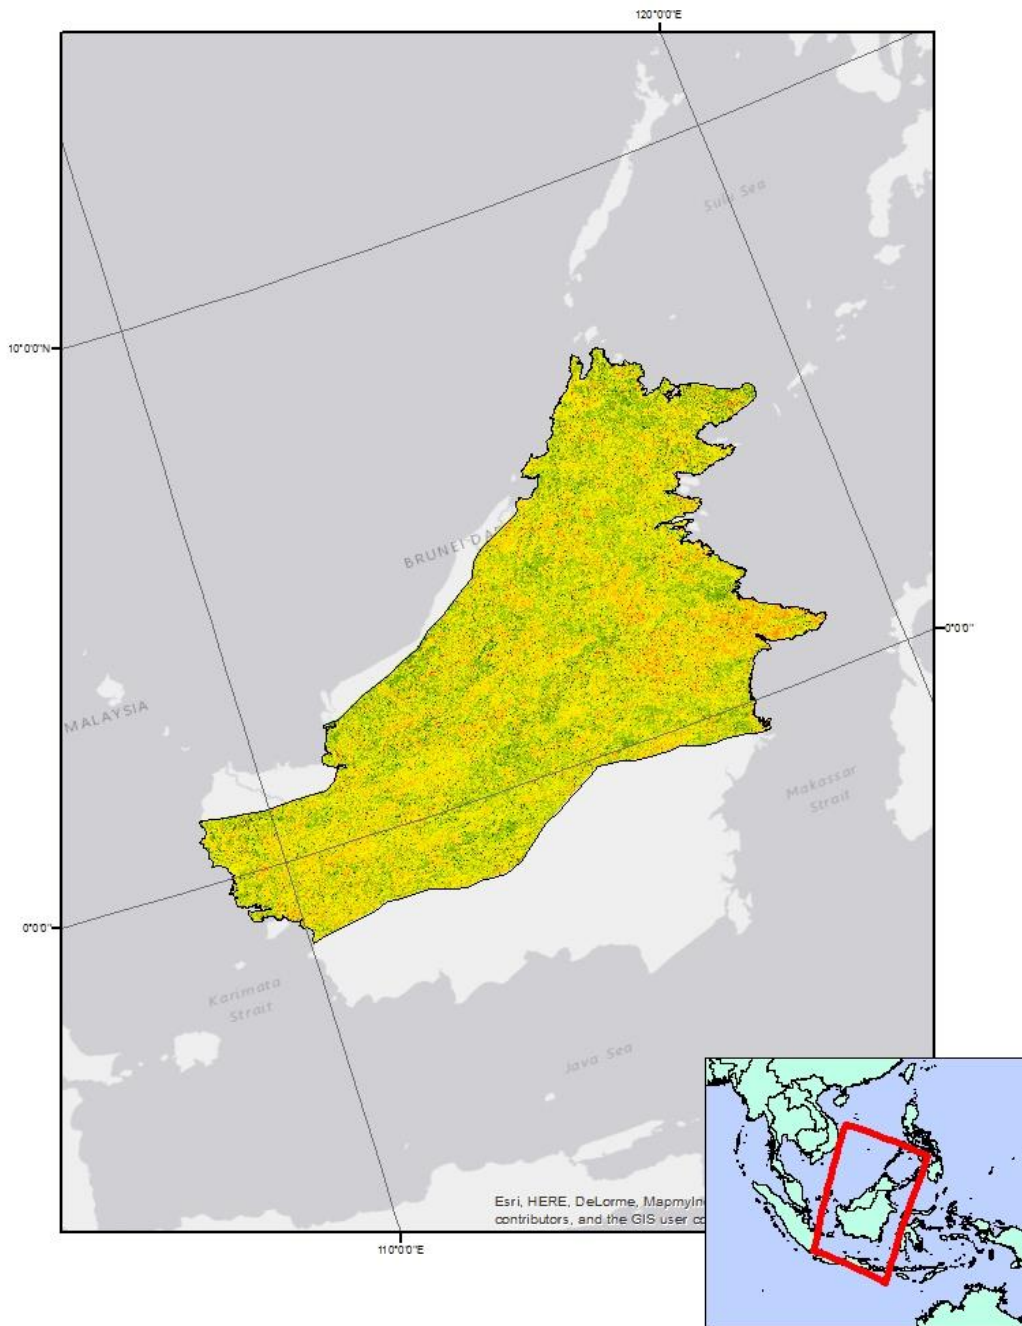 120°0'0"E
Sulu Sea
10°0'0"N
BRUNEI DA
0°0'0"
MALAYSIA
Makassar
Strait
0°0'0"
Karimata
Strait
Java Sea
Esri, HERE, DeLorme, MapmyIn
contributors, and the GIS user co
110°0'0"E